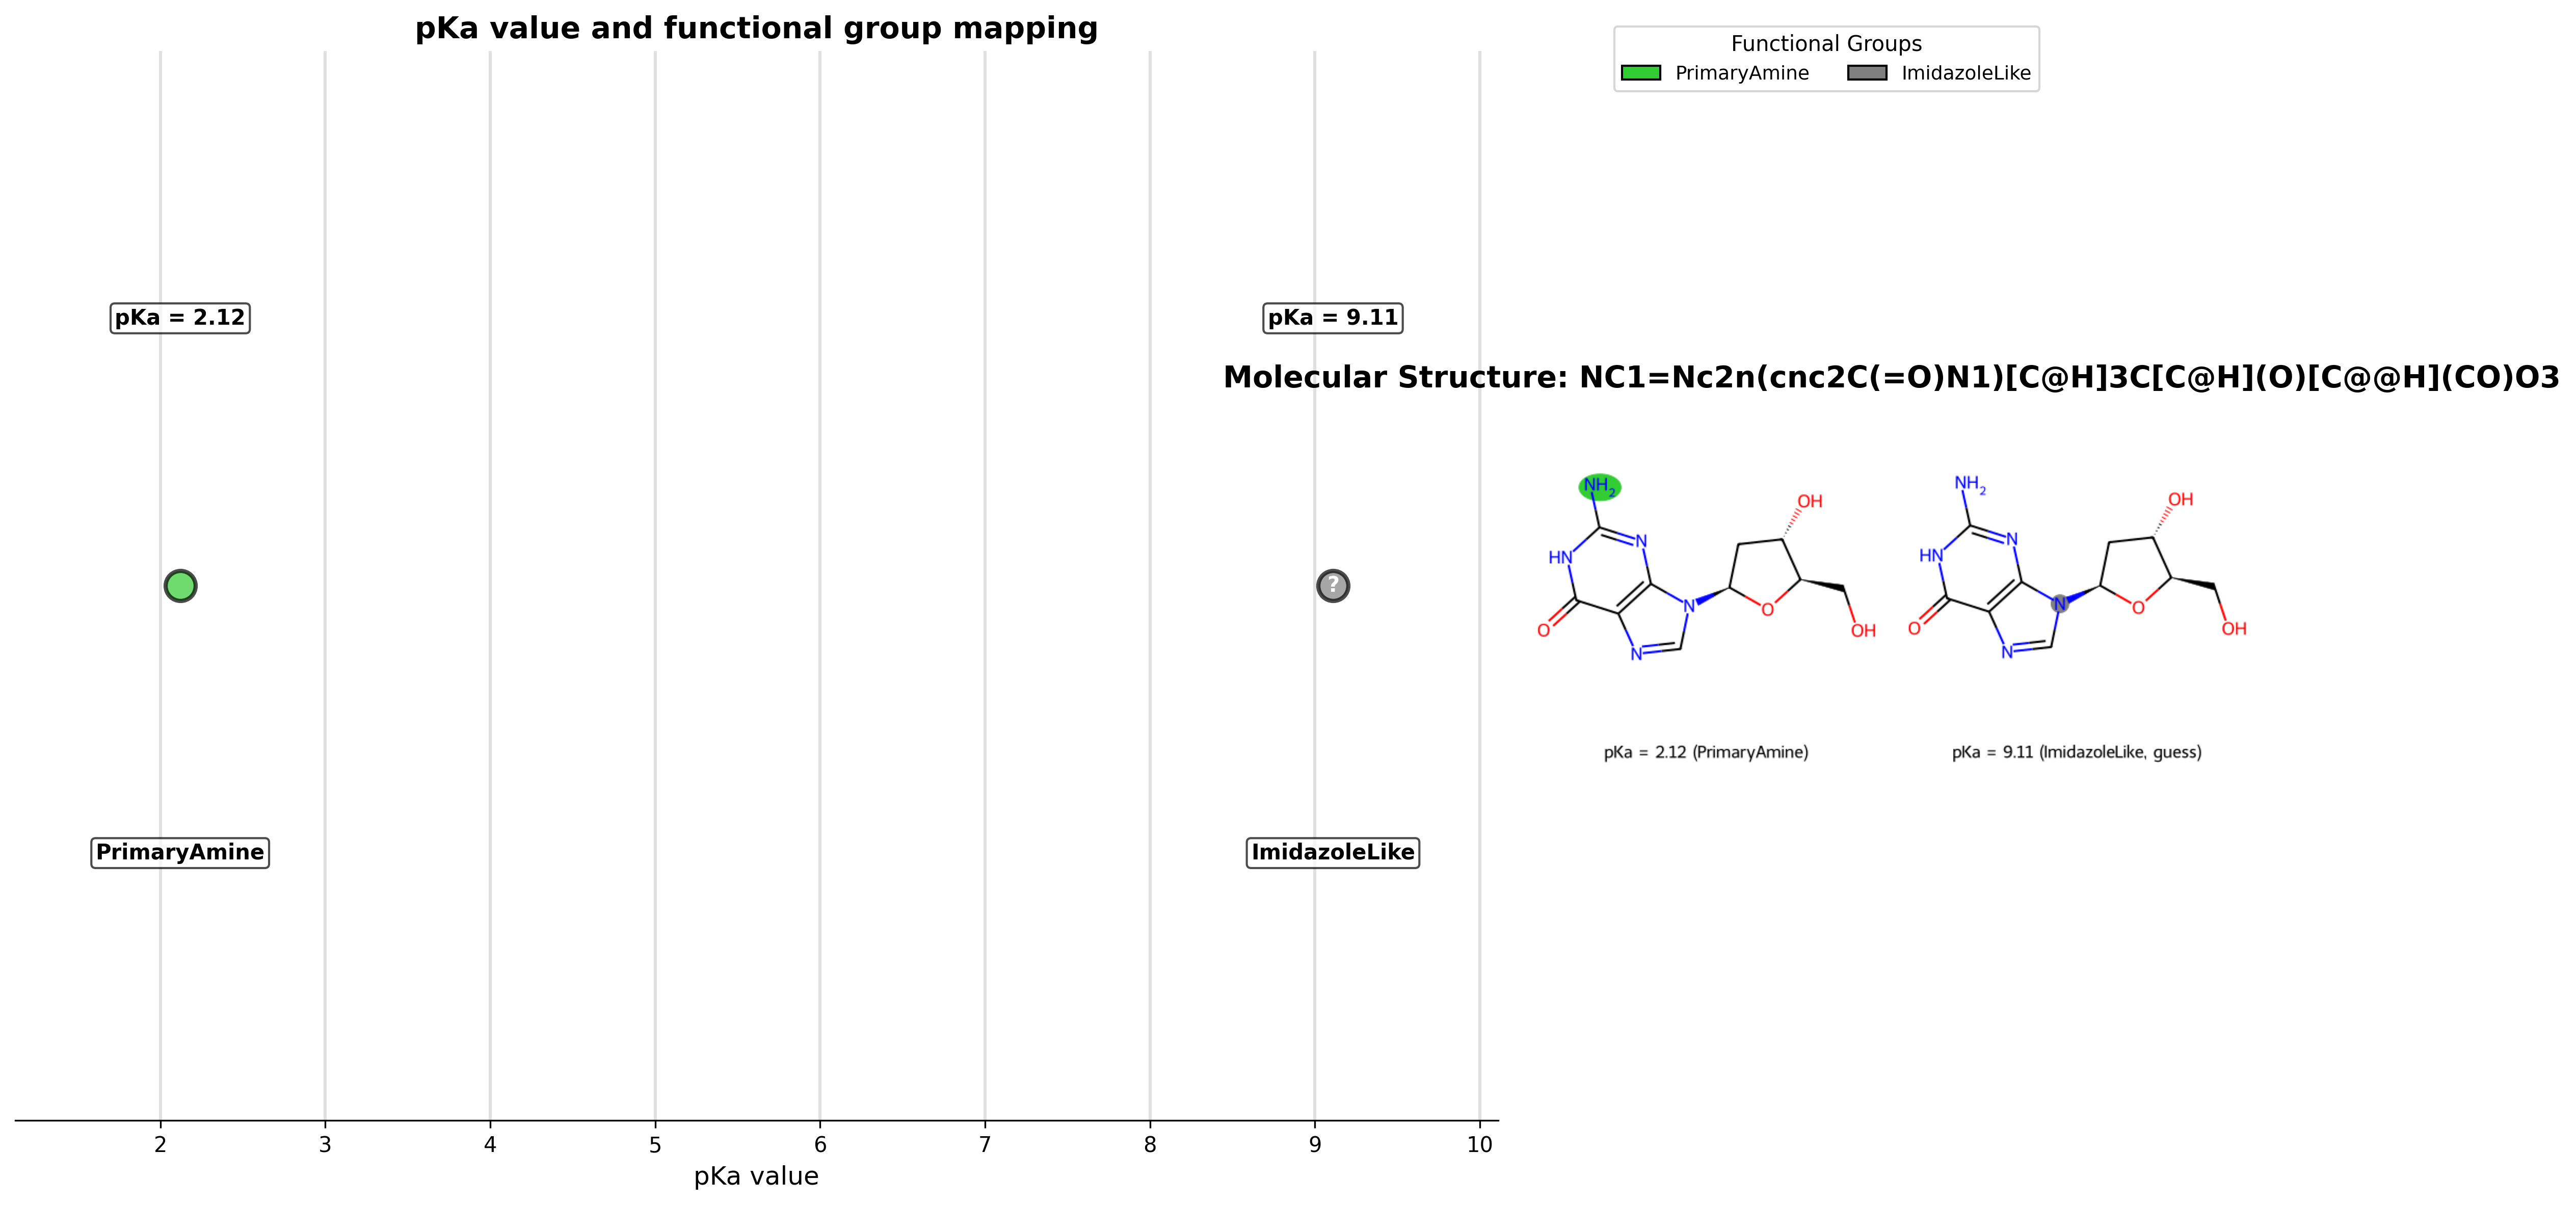 pKa value and functional group mapping
Functional Groups
PrimaryAmine
ImidazoleLike
pKa = 2.12
pKa = 9.11
Molecular Structure: NC1=Nc2n(cnc2C(=O)N1)[C@H]3C[C@H](O)[C@@H](CO)O3
NH2
OH
N
HN
N
O
O
OH
N
NH2
OH
N
HN
N
O
O
OH
N
?
pKa = 2.12 (PrimaryAmine)
pKa = 9.11 (ImidazoleLike, guess)
PrimaryAmine
ImidazoleLike
2 3 4 5 6 7 8 9 10
pKa value